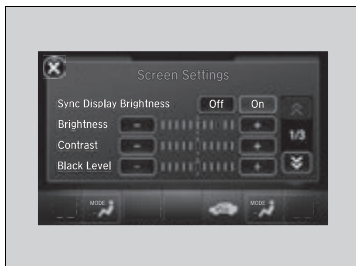 Screen Settings
Sync Display Brightness Off On
Brightness - +
Contrast - +
1/3
Black Level - +
MODE MODE